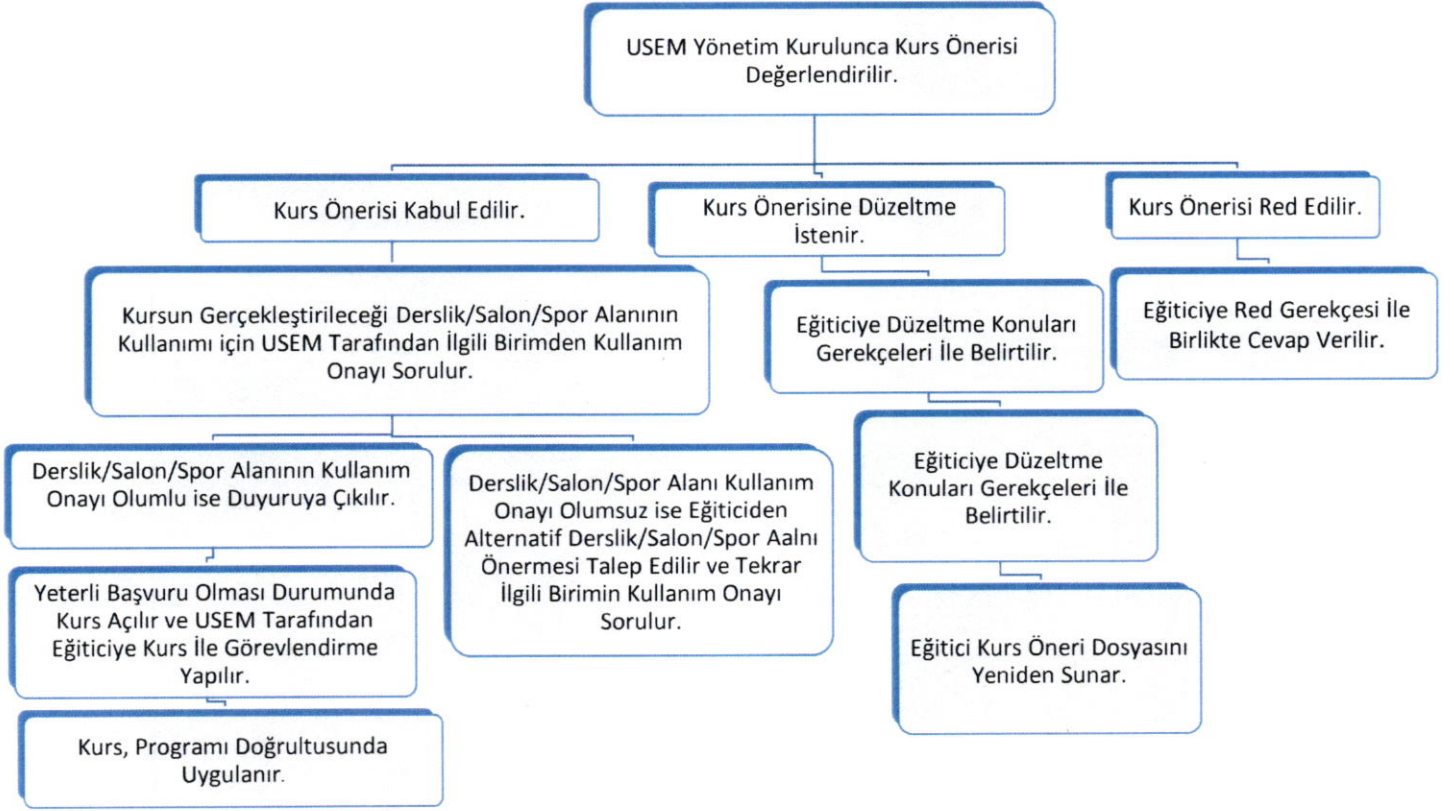 USEM Yönetim Kurulunca Kurs Önerisi
Değerlendirilir.
Kurs Önerisi Kabul Edilir.
Kurs Önerisine Düzeltme
İstenir.
Kurs Önerisi Red Edilir.
Kursun Gerçekleştirileceği Derslik/Salon/Spor Alanının
Kullanımı için USEM Tarafından İlgili Birimden Kullanım
Onayı Sorulur.
Eğiticiye Düzeltme Konuları
Gerekçeleri İle Belirtilir.
Eğiticiye Red Gerekçesi İle
Birlikte Cevap Verilir.
Derslik/Salon/Spor Alanının Kullanım
Onayı Olumlu ise Duyuruya Çıkılır.
Derslik/Salon/Spor Alanı Kullanım
Onayı Olumsuz ise Eğiticiden
Alternatif Derslik/Salon/Spor Aalnı
Önermesi Talep Edilir ve Tekrar
İlgili Birimin Kullanım Onayı
Sorulur.
Eğiticiye Düzeltme
Konuları Gerekçeleri İle
Belirtilir.
Yeterli Başvuru Olması Durumunda
Kurs Açılır ve USEM Tarafından
Eğiticiye Kurs İle Görevlendirme
Yapılır.
Eğitici Kurs Öneri Dosyasını
Yeniden Sunar.
Kurs, Programı Doğrultusunda
Uygulanır.